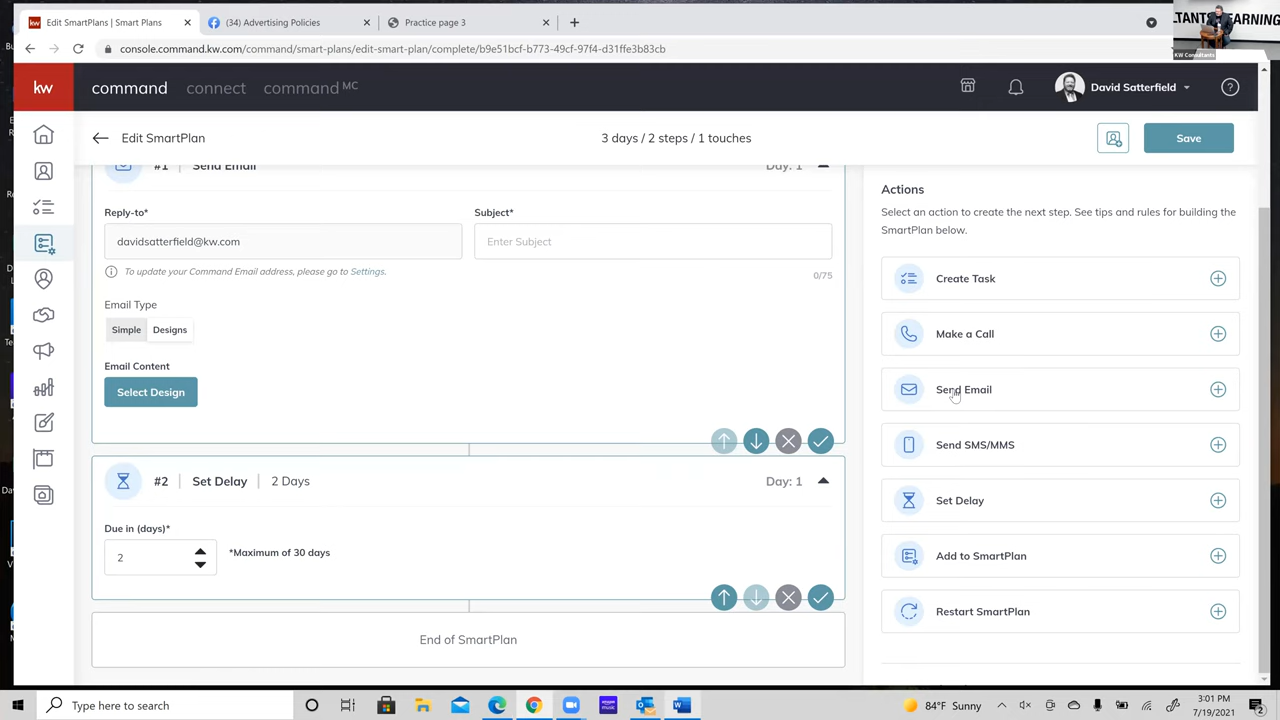 Edit SmartPlans | Smart Plans
(34) Advertising Policies
Practice page 3
console.command.kw.com/command/smart-plans/edit-smart-plan/complete/b9e51bcf-b773-49cf-97f4-d31ffe3b83cb
LTANTS LEARNING
KW Consultants
kw
command
connect
command MC
David Satterfield
Edit SmartPlan
3 days / 2 steps / 1 touches
Save
#1
Send Email
Day: 1
Reply-to*
Subject*
davidsatterfield@kw.com
Enter Subject
To update your Command Email address, please go to Settings.
0/75
Email Type
Simple
Designs
Email Content
Select Design
#2
Set Delay
2 Days
Day: 1
Due in (days)*
2
*Maximum of 30 days
End of SmartPlan
Actions
Select an action to create the next step. See tips and rules for building the
SmartPlan below.
Create Task
Make a Call
Send Email
Send SMS/MMS
Set Delay
Add to SmartPlan
Restart SmartPlan
Type here to search
84°F Sunny
3:01 PM
7/19/2021